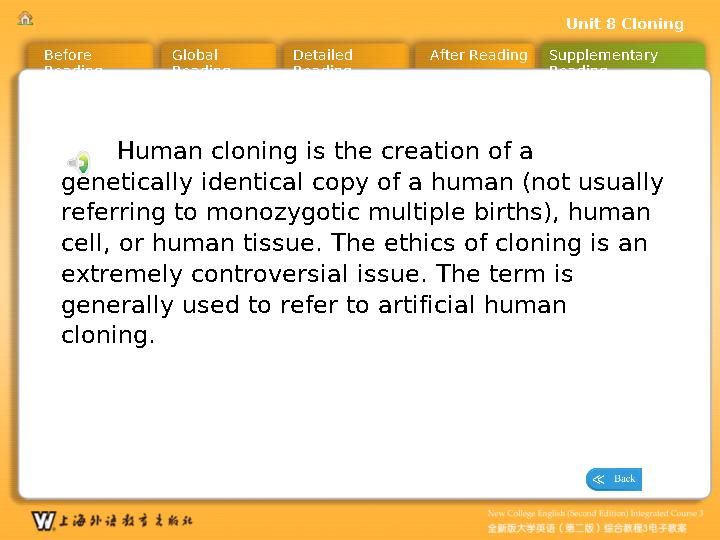 Unit 8 Cloning
Before Reading
Global Reading
Detailed Reading
After Reading
Supplementary Reading
Human cloning is the creation of a
genetically identical copy of a human (not usually
referring to monozygotic multiple births), human
cell, or human tissue. The ethics of cloning is an
extremely controversial issue. The term is
generally used to refer to artificial human
cloning.
Back
上海外语教育出版社
New College English (Second Edition) Integrated Course 3
全新版大学英语（第二版）综合教程3电子教案